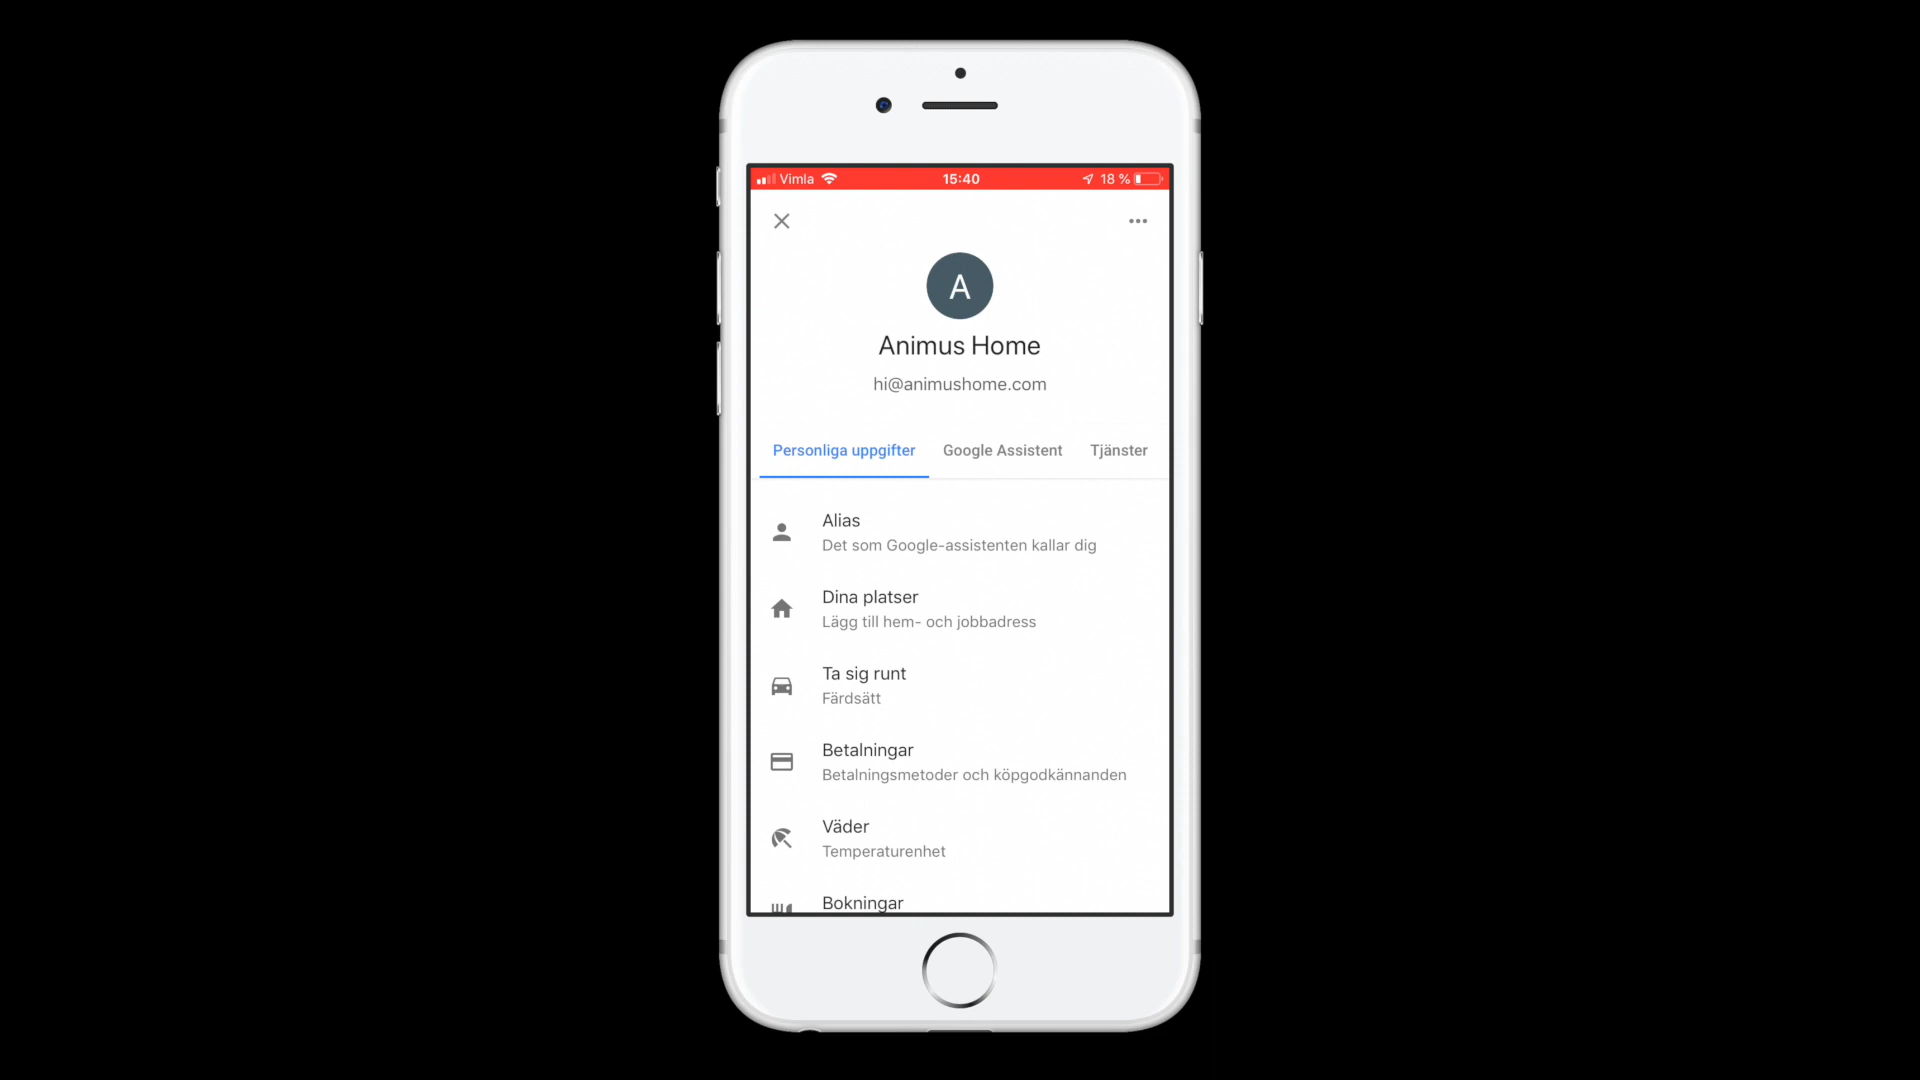 Vimla 15:40 18 %
A
Animus Home
hi@animushome.com
Personliga uppgifter Google Assistent Tjänster
Alias
Det som Google-assistenten kallar dig
Dina platser
Lägg till hem- och jobbadress
Ta sig runt
Färdsätt
Betalningar
Betalningsmetoder och köpgodkännanden
Väder
Temperaturenhet
Bokningar